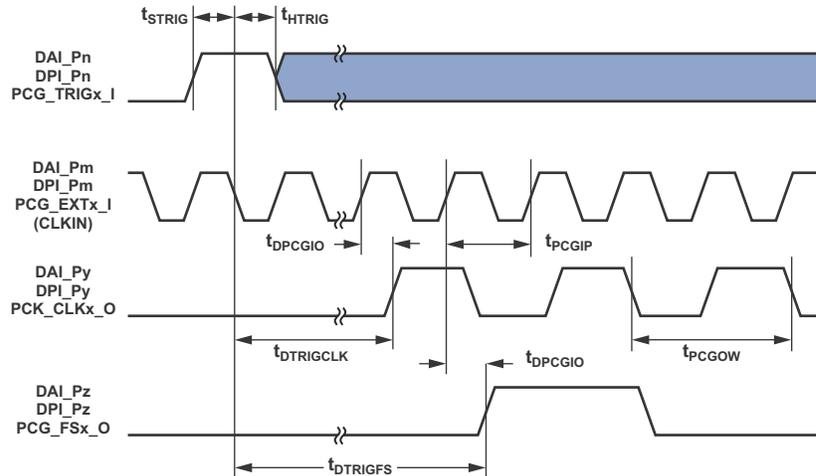 tSTRIG
tHTRIG
DAI_Pn
DPI_Pn
PCG_TRIGx_I
DAI_Pm
DPI_Pm
PCG_EXTx_I
(CLKIN)
tDPCGIO
tPCGIP
DAI_Py
DPI_Py
PCK_CLKx_O
tDTRIGCLK
tDPCGIO
tPCGOW
DAI_Pz
DPI_Pz
PCG_FSx_O
tDTRIGFS